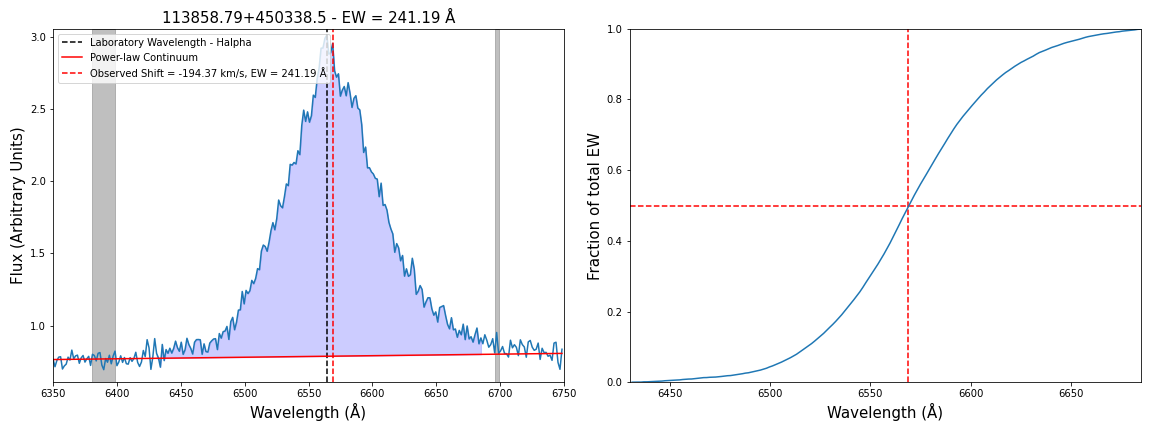 113858.79+450338.5 - EW = 241.19 Å
Laboratory Wavelength - Halpha
Power-law Continuum
Observed Shift = -194.37 km/s, EW = 241.19 Å
Flux (Arbitrary Units)
3.0
2.5
2.0
1.5
1.0
6350 6400 6450 6500 6550 6600 6650 6700 6750
Wavelength (Å)
Fraction of total EW
1.0
0.8
0.6
0.4
0.2
0.0
6450 6500 6550 6600 6650
Wavelength (Å)